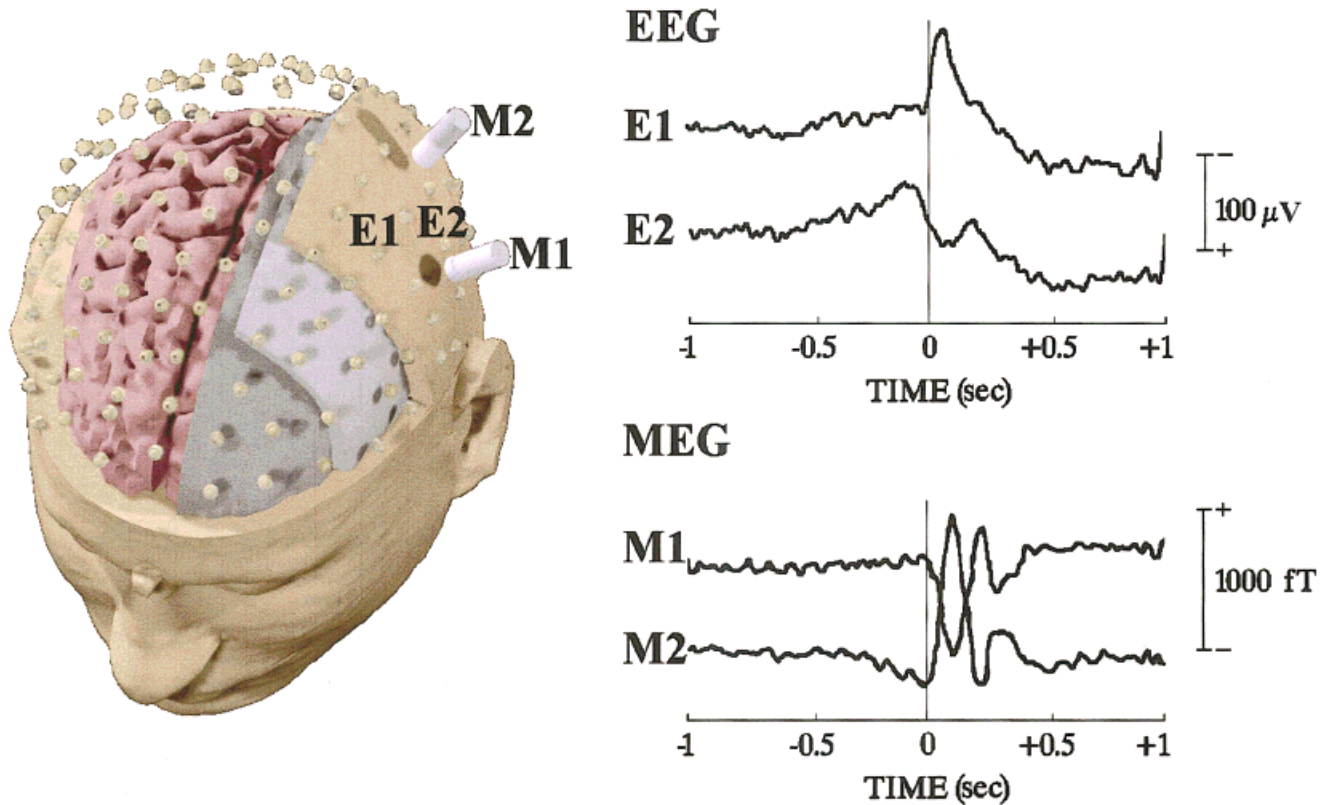 M2
E1 E2
M1
EEG
E1
E2
100 μV
−
+
-1 -0.5 0 +0.5 +1
TIME (sec)
MEG
M1
M2
+
1000 fT
−
-1 -0.5 0 +0.5 +1
TIME (sec)